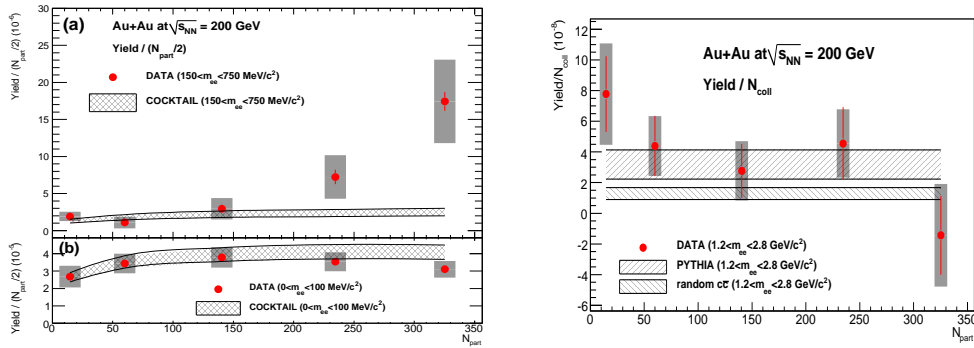 (a)
Au+Au at √s_NN = 200 GeV
Yield / (N_part/2)
DATA (150<m_ee<750 MeV/c²)
COCKTAIL (150<m_ee<750 MeV/c²)
Yield / (N_part/2) (10⁻⁶)
30
25
20
15
10
5
0
(b)
DATA (0<m_ee<100 MeV/c²)
COCKTAIL (0<m_ee<100 MeV/c²)
Yield / (N_part/2) (10⁻⁵)
4
2
0
0 50 100 150 200 250 300 350
N_part
Au+Au at √s_NN = 200 GeV
Yield / N_coll
DATA (1.2<m_ee<2.8 GeV/c²)
PYTHIA (1.2<m_ee<2.8 GeV/c²)
random cc̅ (1.2<m_ee<2.8 GeV/c²)
Yield/N_coll (10⁻⁸)
12
10
8
6
4
2
0
-2
-4
-6
0 50 100 150 200 250 300 350
N_part